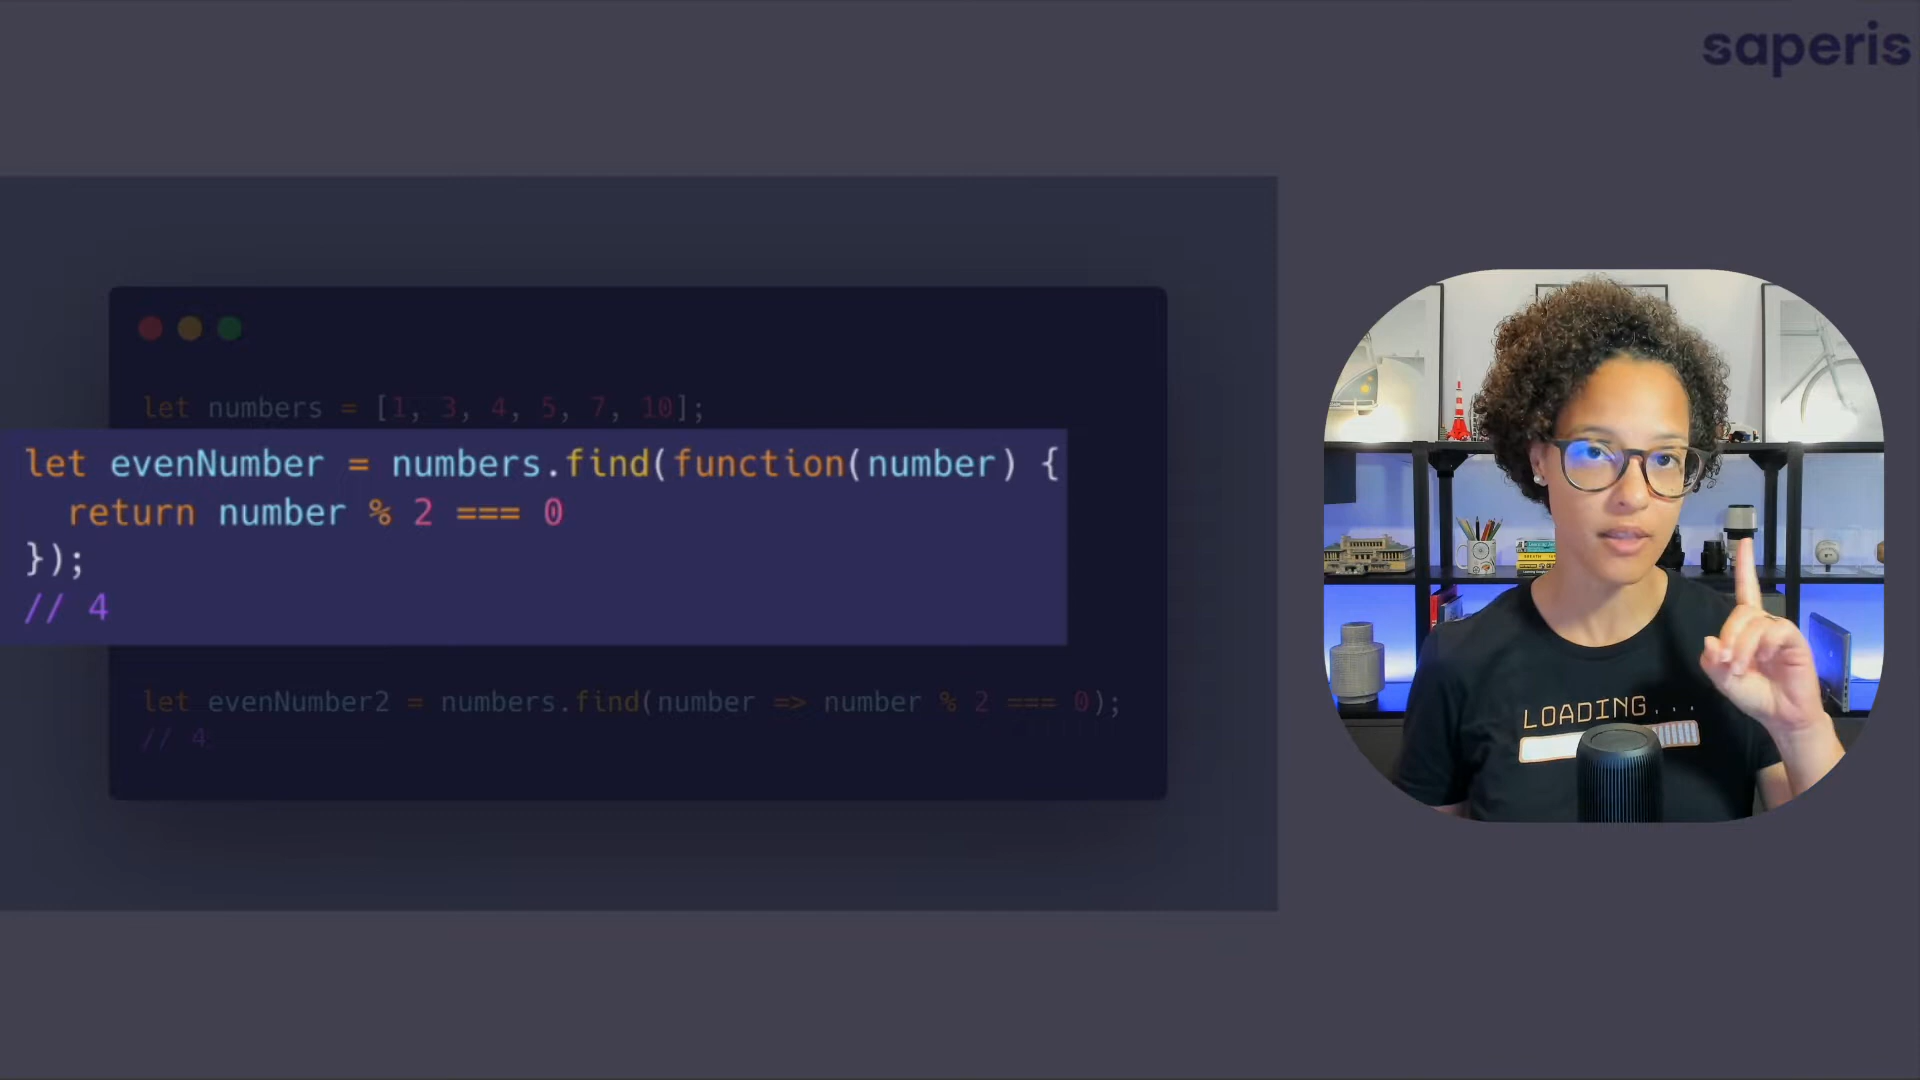 saperis
let numbers = [1, 3, 4, 5, 7, 10];
let evenNumber = numbers.find(function(number) {
  return number % 2 === 0
});
// 4
let evenNumber2 = numbers.find(number => number % 2 === 0);
// 4
LOADING...